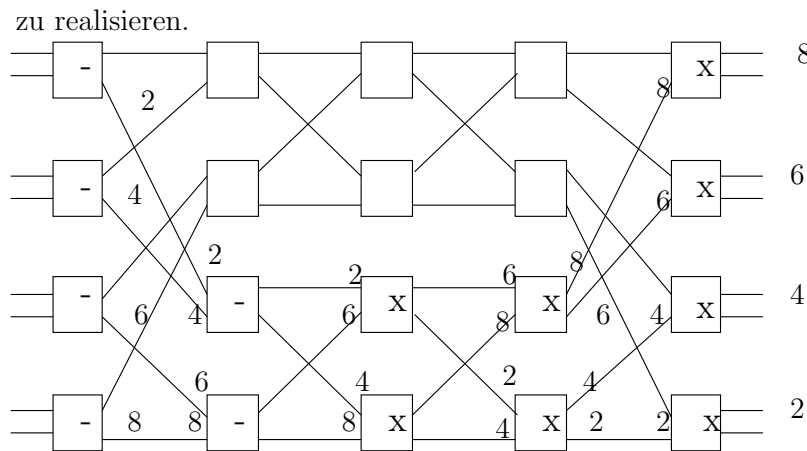 zu realisieren.
- x 8
2 8
- x 6
4 6
2 8
- 2 6 x 4
6 4 - 6 x 8 x 6 4
6 4 2 4
- 8 8 - 8 x 4 x 2 2 x 2